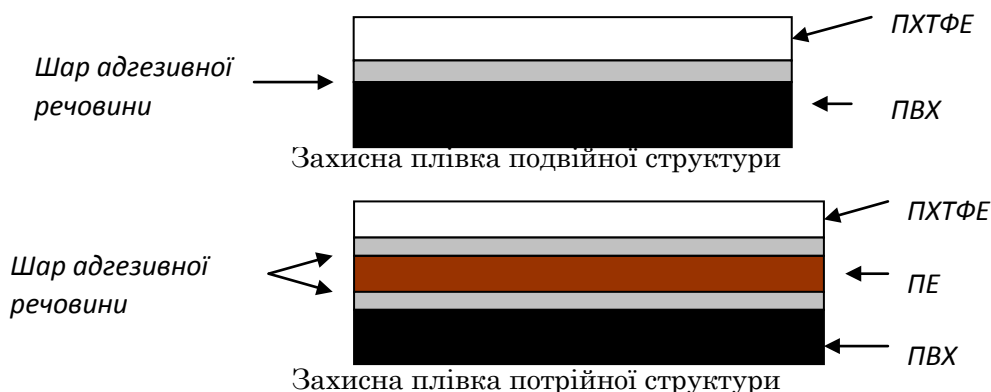 ПХТФЕ
Шар адгезивної
речовини
ПВХ
Захисна плівка подвійної структури
ПХТФЕ
Шар адгезивної
речовини
ПЕ
ПВХ
Захисна плівка потрійної структури